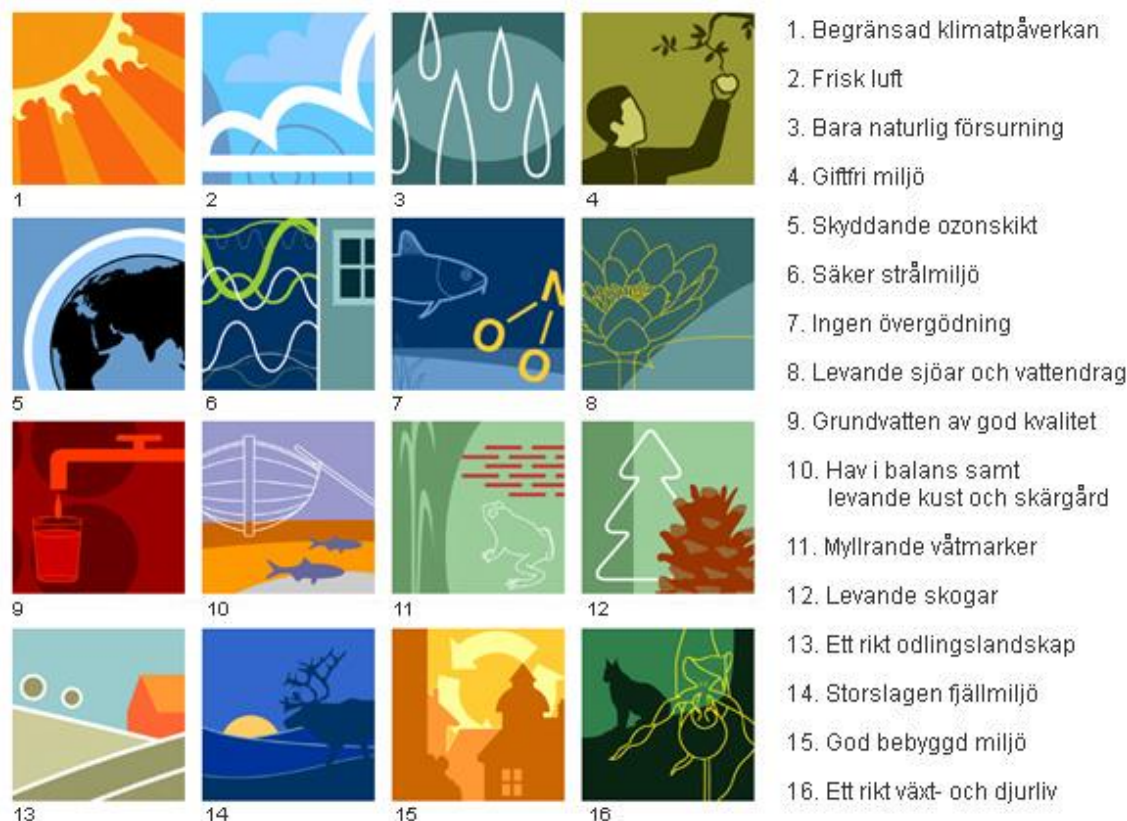 1
2
3
4
5
6
7
N
O
O
8
9
10
11
12
13
14
15
16
1. Begränsad klimatpåverkan
2. Frisk luft
3. Bara naturlig försurning
4. Giftfri miljö
5. Skyddande ozonskikt
6. Säker strålmiljö
7. Ingen övergödning
8. Levande sjöar och vattendrag
9. Grundvatten av god kvalitet
10. Hav i balans samt
levande kust och skärgård
11. Myllrande våtmarker
12. Levande skogar
13. Ett rikt odlingslandskap
14. Storslagen fjällmiljö
15. God bebyggd miljö
16. Ett rikt växt- och djurliv